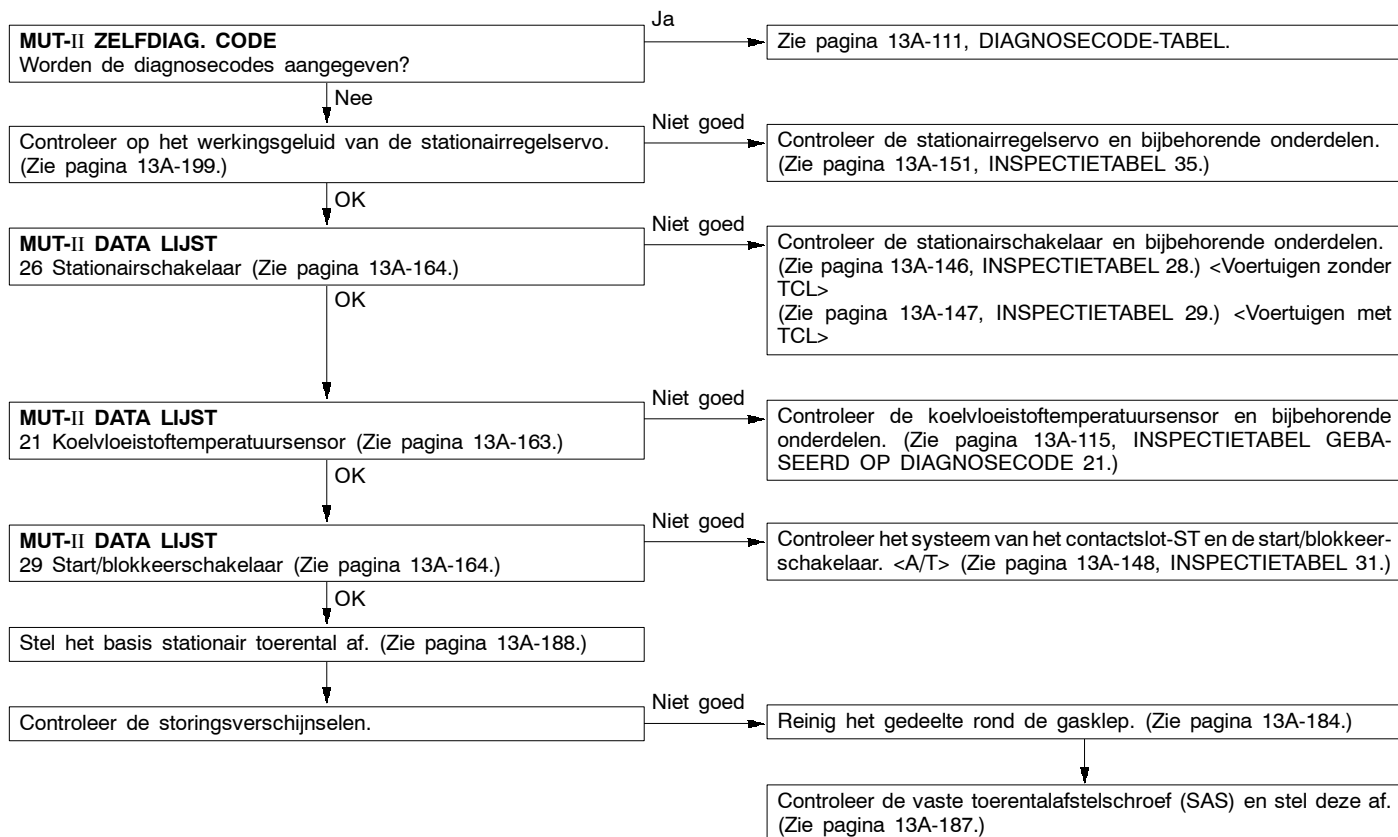 MUT-II ZELFDIAG. CODE
Worden de diagnosecodes aangegeven?
Ja
Zie pagina 13A-111, DIAGNOSECODE-TABEL.
Nee
Controleer op het werkingsgeluid van de stationairregelservo.
(Zie pagina 13A-199.)
Niet goed
Controleer de stationairregelservo en bijbehorende onderdelen.
(Zie pagina 13A-151, INSPECTIETABEL 35.)
OK
MUT-II DATA LIJST
26 Stationairschakelaar (Zie pagina 13A-164.)
Niet goed
Controleer de stationairschakelaar en bijbehorende onderdelen.
(Zie pagina 13A-146, INSPECTIETABEL 28.) <Voertuigen zonder
TCL>
(Zie pagina 13A-147, INSPECTIETABEL 29.) <Voertuigen met
TCL>
OK
MUT-II DATA LIJST
21 Koelvloeistoftemperatuursensor (Zie pagina 13A-163.)
Niet goed
Controleer de koelvloeistoftemperatuursensor en bijbehorende
onderdelen. (Zie pagina 13A-115, INSPECTIETABEL GEBA-
SEERD OP DIAGNOSECODE 21.)
OK
MUT-II DATA LIJST
29 Start/blokkeerschakelaar (Zie pagina 13A-164.)
Niet goed
Controleer het systeem van het contactslot-ST en de start/blokkeer-
schakelaar. <A/T> (Zie pagina 13A-148, INSPECTIETABEL 31.)
OK
Stel het basis stationair toerental af. (Zie pagina 13A-188.)
Controleer de storingsverschijnselen.
Niet goed
Reinig het gedeelte rond de gasklep. (Zie pagina 13A-184.)
Controleer de vaste toerentalafstelschroef (SAS) en stel deze af.
(Zie pagina 13A-187.)